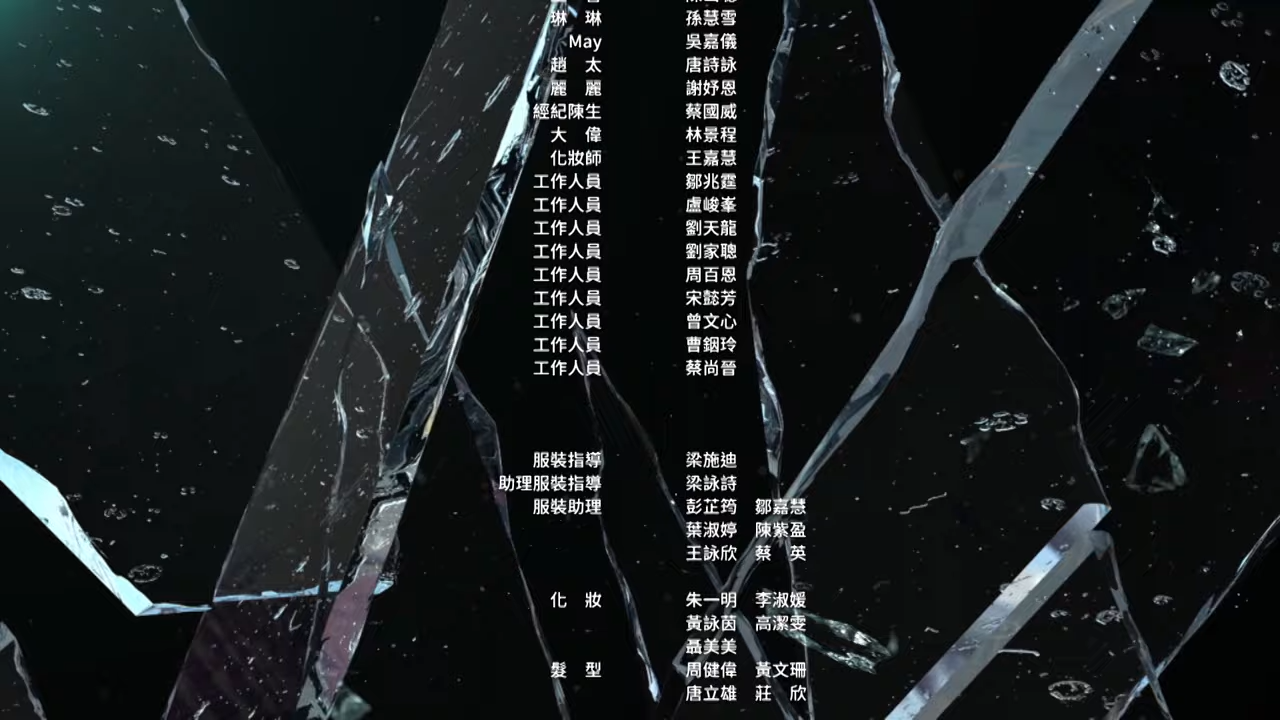 琳　琳　孫慧雪
May　吳嘉儀
趙　太　唐詩詠
麗　麗　謝妤恩
經紀陳生　蔡國威
大　偉　林景程
化妝師　王嘉慧
工作人員　鄒兆霆
工作人員　盧峻峯
工作人員　劉天龍
工作人員　劉家聰
工作人員　周百恩
工作人員　宋懿芳
工作人員　曾文心
工作人員　曹錮玲
工作人員　蔡尚晉
服裝指導　梁施迪
助理服裝指導　梁詠詩
服裝助理　彭芷筠　鄒嘉慧
葉淑婷　陳紫盈
王詠欣　蔡　英
化　妝　朱一明　李淑媛
黃詠茵　高潔雯
聶美美
髮　型　周健偉　黃文珊
唐立雄　莊　欣